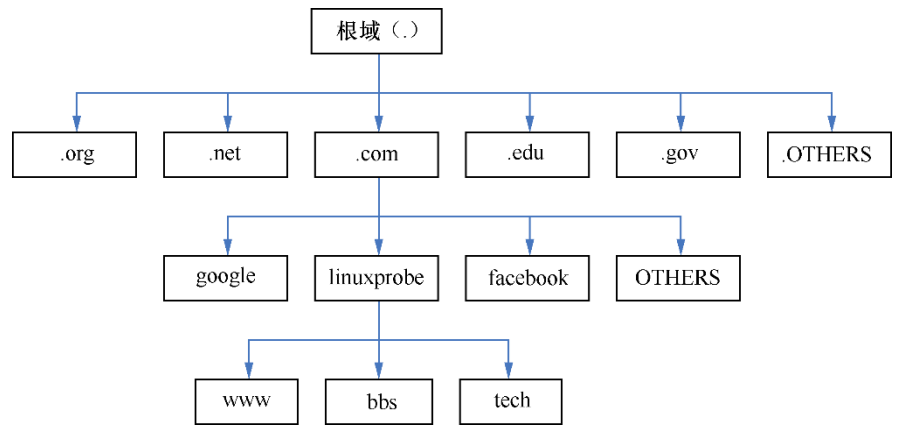 根域（.）
.org
.net
.com
.edu
.gov
.OTHERS
google
linuxprobe
facebook
OTHERS
www
bbs
tech